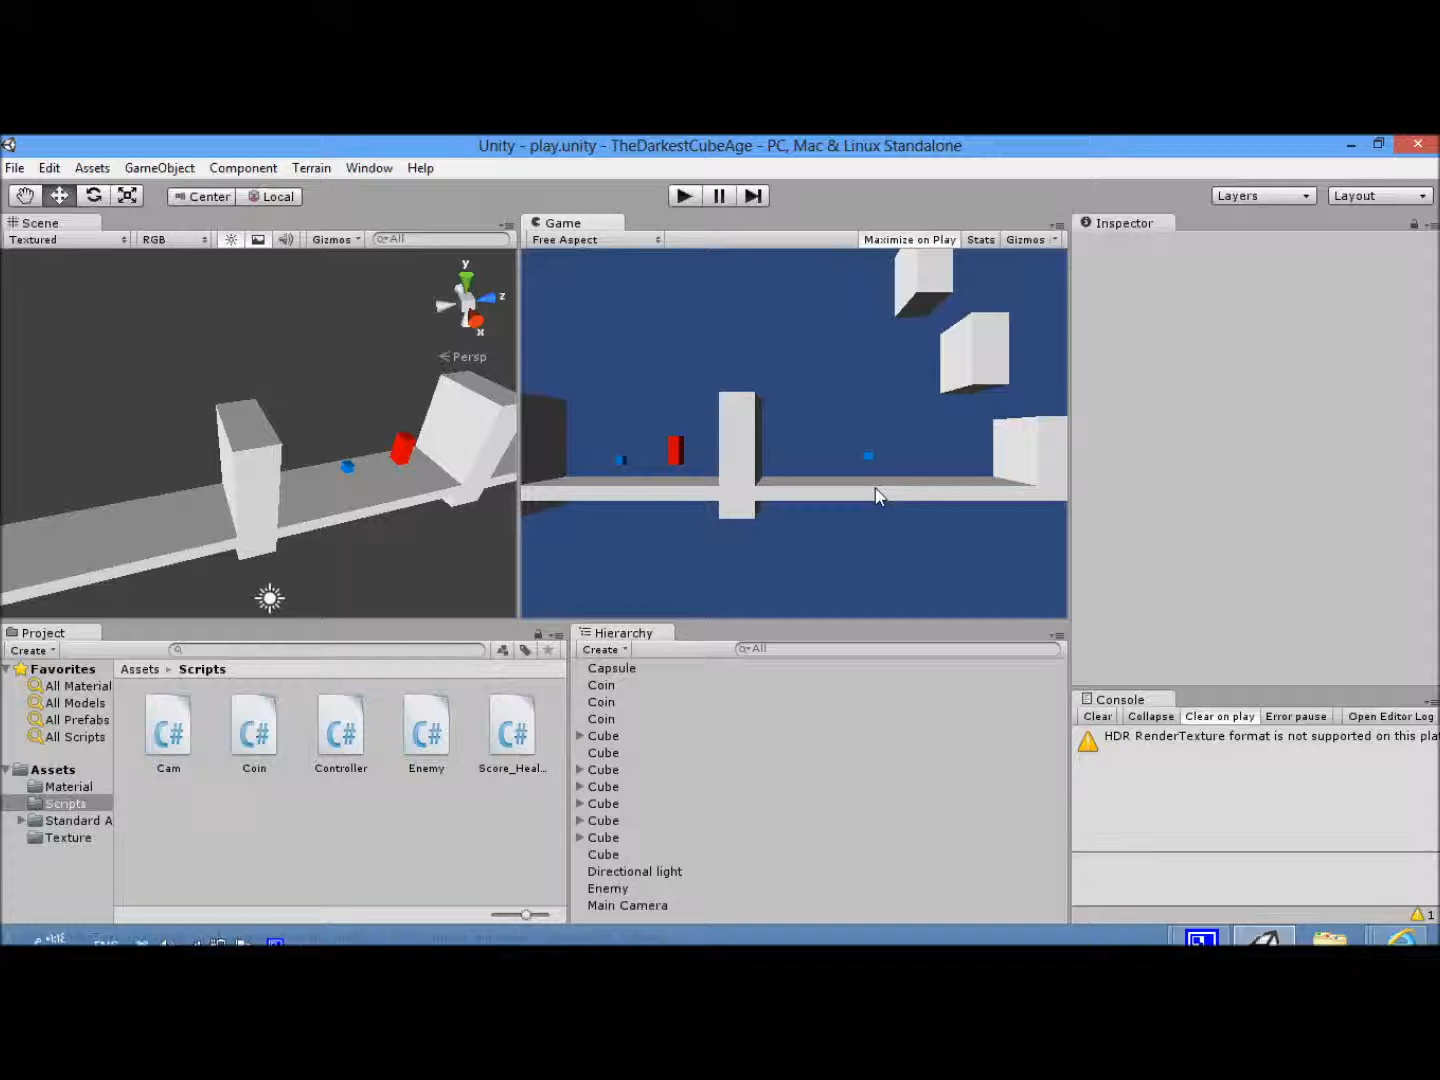 Unity - play.unity - TheDarkestCubeAge - PC, Mac & Linux Standalone
File Edit Assets GameObject Component Terrain Window Help
Center Local Layers Layout
Scene Game Inspector
Textured RGB Gizmos All Free Aspect Maximize on Play Stats Gizmos
y
z
x
Persp
Project
Create
Favorites
All Material
All Models
All Prefabs
All Scripts
Assets
Material
Scripts
Standard A
Texture
Assets Scripts
C# C# C# C# C#
Cam Coin Controller Enemy Score_Heal...
Hierarchy
Create All
Capsule
Coin
Coin
Coin
Cube
Cube
Cube
Cube
Cube
Cube
Cube
Cube
Directional light
Enemy
Main Camera
Console
Clear Collapse Clear on play Error pause Open Editor Log
HDR RenderTexture format is not supported on this pla
1